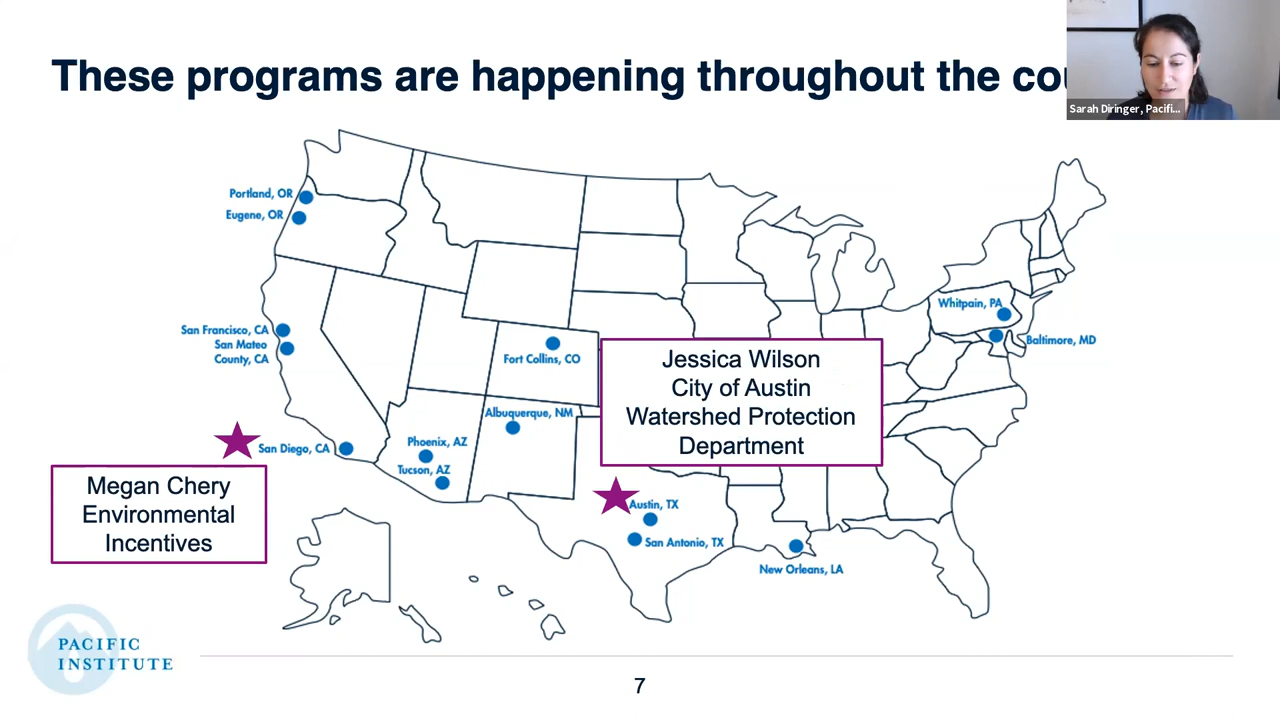 These programs are happening throughout the cou
Sarah Diringer, Pacifi...
Portland, OR
Eugene, OR
San Francisco, CA
San Mateo
County, CA
San Diego, CA
Phoenix, AZ
Tucson, AZ
Albuquerque, NM
Fort Collins, CO
Whitpain, PA
Baltimore, MD
Jessica Wilson
City of Austin
Watershed Protection
Department
Megan Chery
Environmental
Incentives
Austin, TX
San Antonio, TX
New Orleans, LA
PACIFIC
INSTITUTE
7